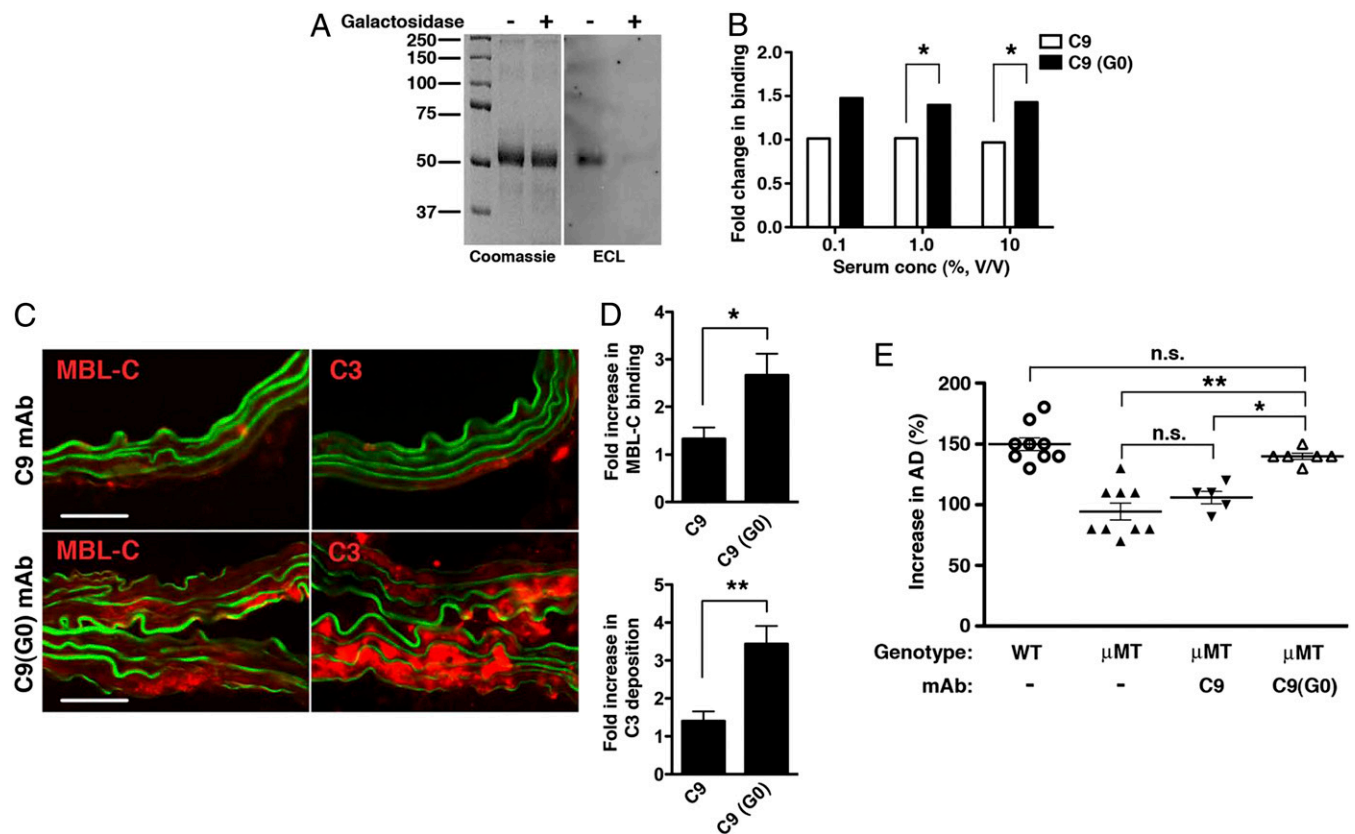 A
Galactosidase - + - +
250
150
100
75
50
37
Coomassie ECL
B
C9
C9 (G0)
Fold change in binding
2.0
1.5
1.0
0.5
0.0
* *
0.1 1.0 10
Serum conc (%, V/V)
C
C9 mAb
MBL-C C3
C9(G0) mAb
MBL-C C3
D
Fold increase in
MBL-C binding
4
3
2
1
0
*
C9 C9 (G0)
Fold increase in
C3 deposition
5
4
3
2
1
0
**
C9 C9 (G0)
E
Increase in AD (%)
200
150
100
50
0
n.s.
**
*
n.s.
Genotype: WT μMT μMT μMT
mAb: - - C9 C9(G0)